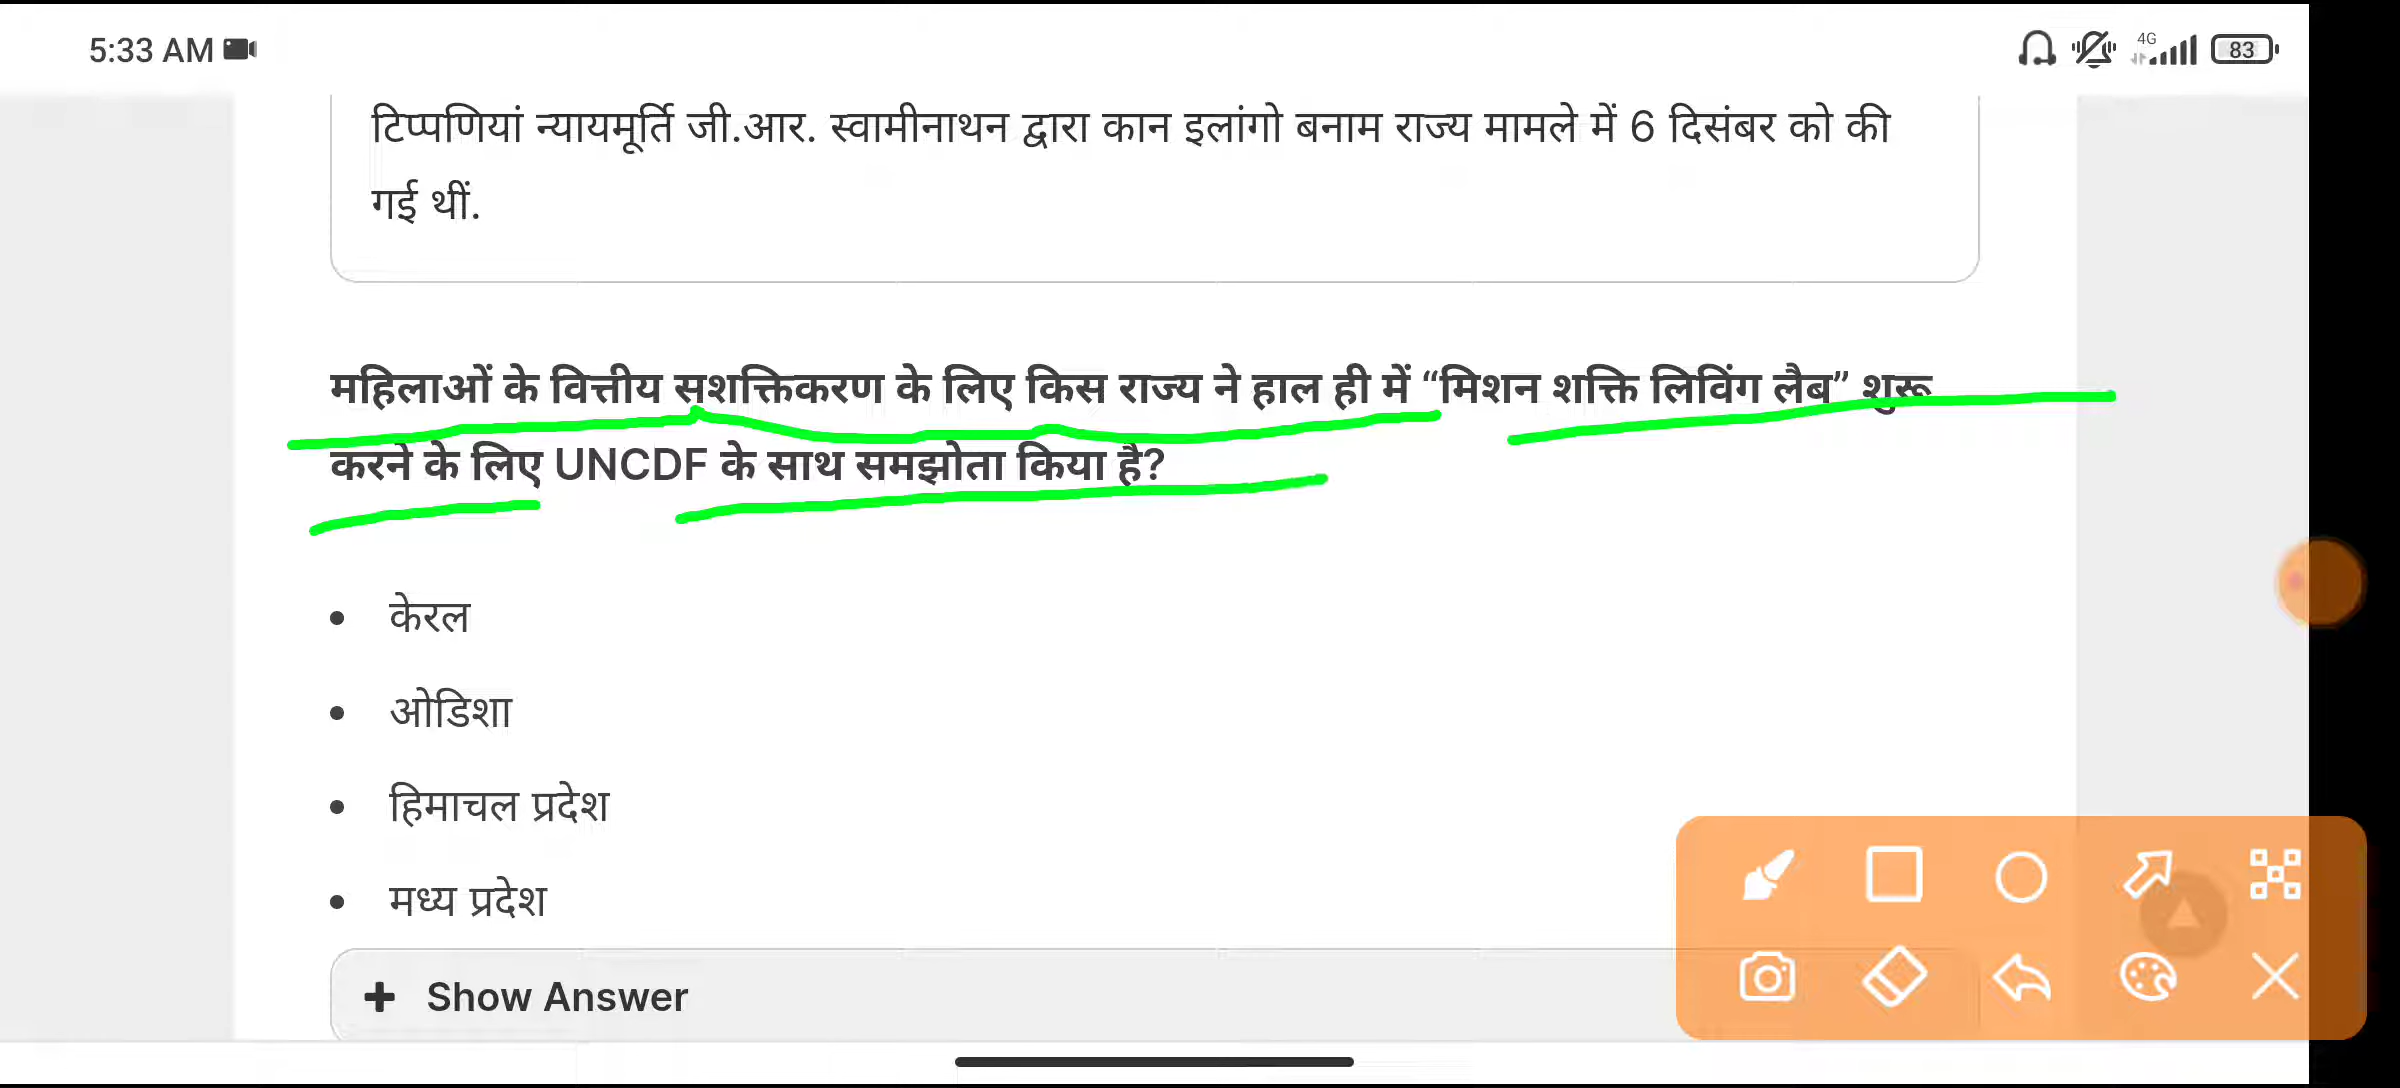 5:33 AM
4G
83
टिप्पणियां न्यायमूर्ति जी.आर. स्वामीनाथन द्वारा कान इलांगो बनाम राज्य मामले में 6 दिसंबर को की
गई थीं.
महिलाओं के वित्तीय सशक्तिकरण के लिए किस राज्य ने हाल ही में “मिशन शक्ति लिविंग लैब” शुरू
करने के लिए UNCDF के साथ समझोता किया है?
• केरल
• ओडिशा
• हिमाचल प्रदेश
• मध्य प्रदेश
+ Show Answer